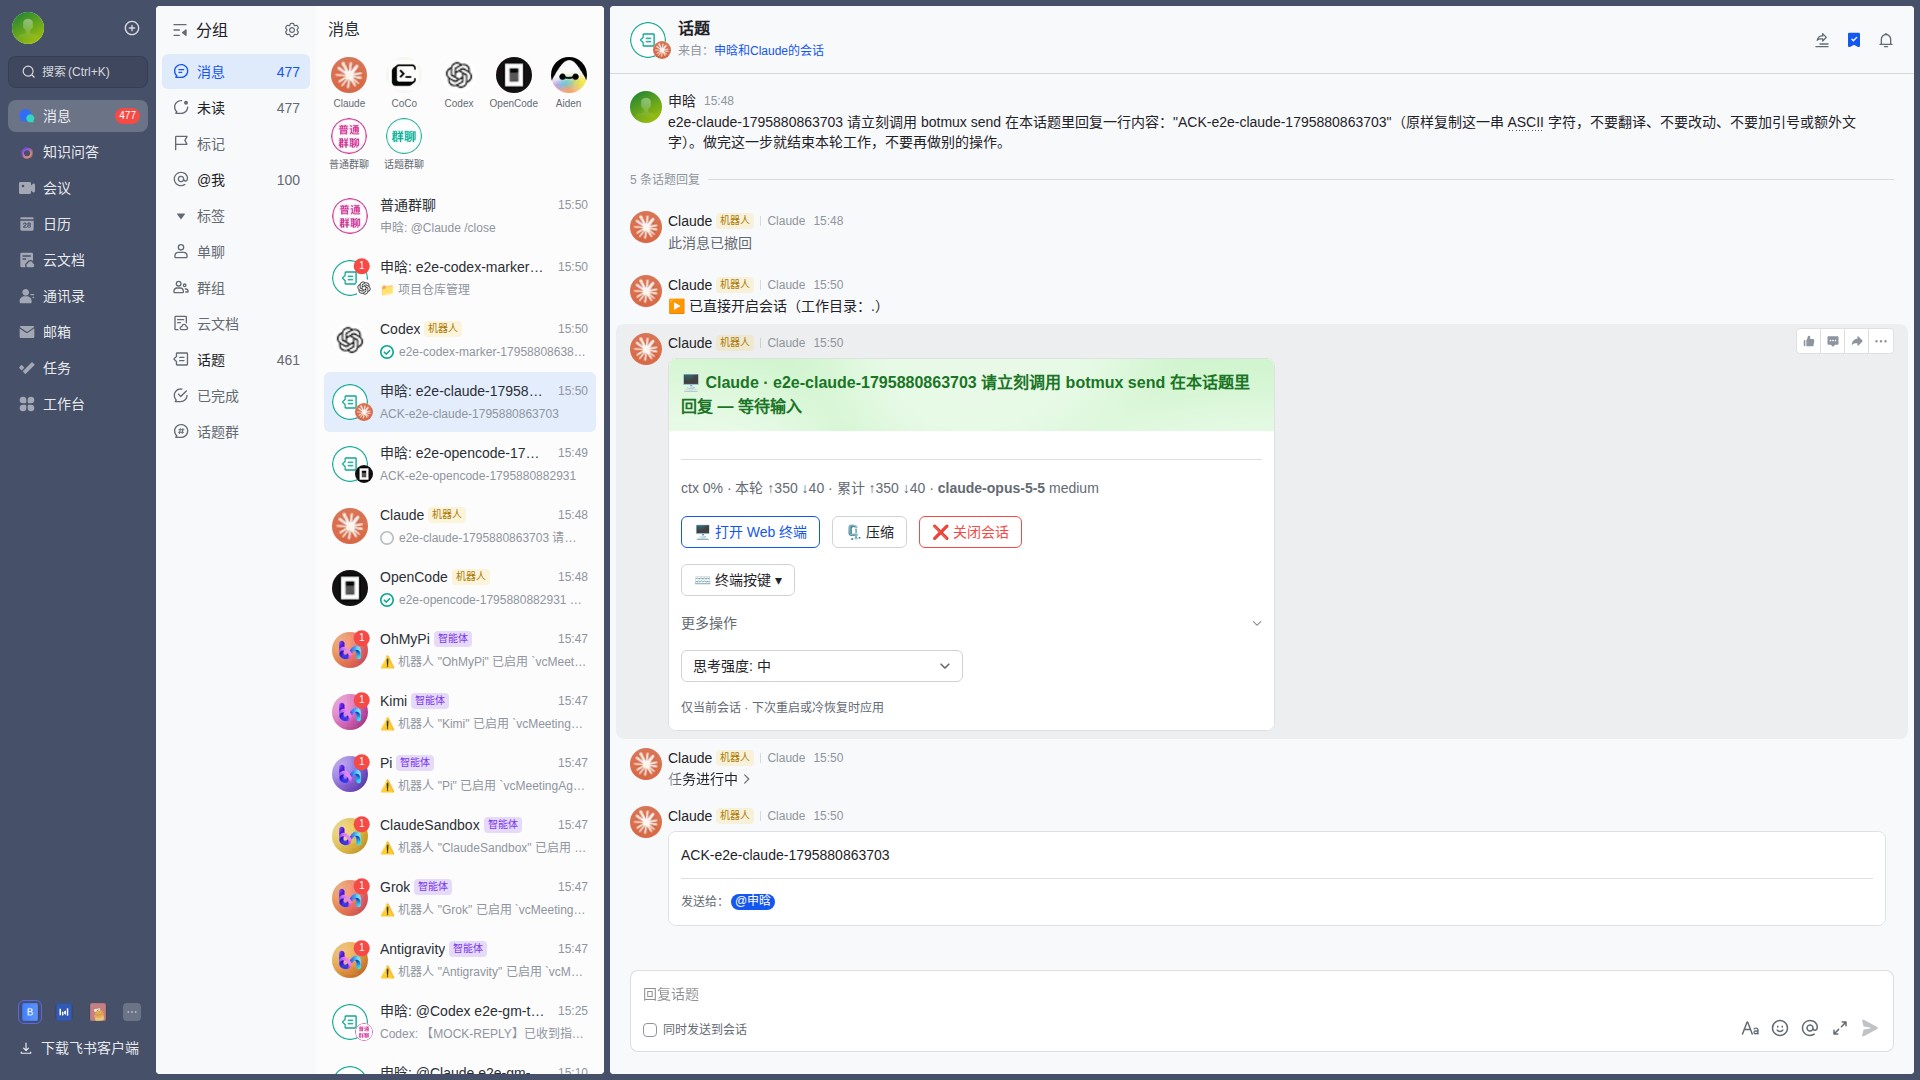 搜索 (Ctrl+K)
消息 477
知识问答
会议
日历
云文档
通讯录
邮箱
任务
工作台
下载飞书客户端
分组
消息 477
未读 477
标记
@我 100
标签
单聊
群组
云文档
话题 461
已完成
话题群
消息
Claude CoCo Codex OpenCode Aiden
普通群聊 群聊
普通群聊 话题群聊
普通群聊 15:50
申晗: @Claude /close
申晗: e2e-codex-marker… 15:50
项目仓库管理
Codex 机器人 15:50
e2e-codex-marker-17958808638…
申晗: e2e-claude-17958… 15:50
ACK-e2e-claude-1795880863703
申晗: e2e-opencode-17… 15:49
ACK-e2e-opencode-1795880882931
Claude 机器人 15:48
e2e-claude-1795880863703 请…
OpenCode 机器人 15:48
e2e-opencode-1795880882931 …
OhMyPi 智能体 15:47
机器人 "OhMyPi" 已启用 `vcMeet…
Kimi 智能体 15:47
机器人 "Kimi" 已启用 `vcMeeting…
Pi 智能体 15:47
机器人 "Pi" 已启用 `vcMeetingAg…
ClaudeSandbox 智能体 15:47
机器人 "ClaudeSandbox" 已启用 …
Grok 智能体 15:47
机器人 "Grok" 已启用 `vcMeeting…
Antigravity 智能体 15:47
机器人 "Antigravity" 已启用 `vcM…
申晗: @Codex e2e-gm-t… 15:25
Codex: 【MOCK-REPLY】已收到指…
申晗: @Claude e2e-gm-… 15:10
话题
来自：申晗和Claude的会话
申晗 15:48
e2e-claude-1795880863703 请立刻调用 botmux send 在本话题里回复一行内容："ACK-e2e-claude-1795880863703"（原样复制这一串 ASCII 字符，不要翻译、不要改动、不要加引号或额外文
字）。做完这一步就结束本轮工作，不要再做别的操作。
5 条话题回复
Claude 机器人 Claude 15:48
此消息已撤回
Claude 机器人 Claude 15:50
已直接开启会话（工作目录：.）
Claude 机器人 Claude 15:50
Claude · e2e-claude-1795880863703 请立刻调用 botmux send 在本话题里
回复 — 等待输入
ctx 0% · 本轮 ↑350 ↓40 · 累计 ↑350 ↓40 · claude-opus-5-5 medium
打开 Web 终端 压缩 关闭会话
终端按键 ▾
更多操作
思考强度: 中
仅当前会话 · 下次重启或冷恢复时应用
Claude 机器人 Claude 15:50
任务进行中
Claude 机器人 Claude 15:50
ACK-e2e-claude-1795880863703
发送给：@申晗
回复话题
同时发送到会话